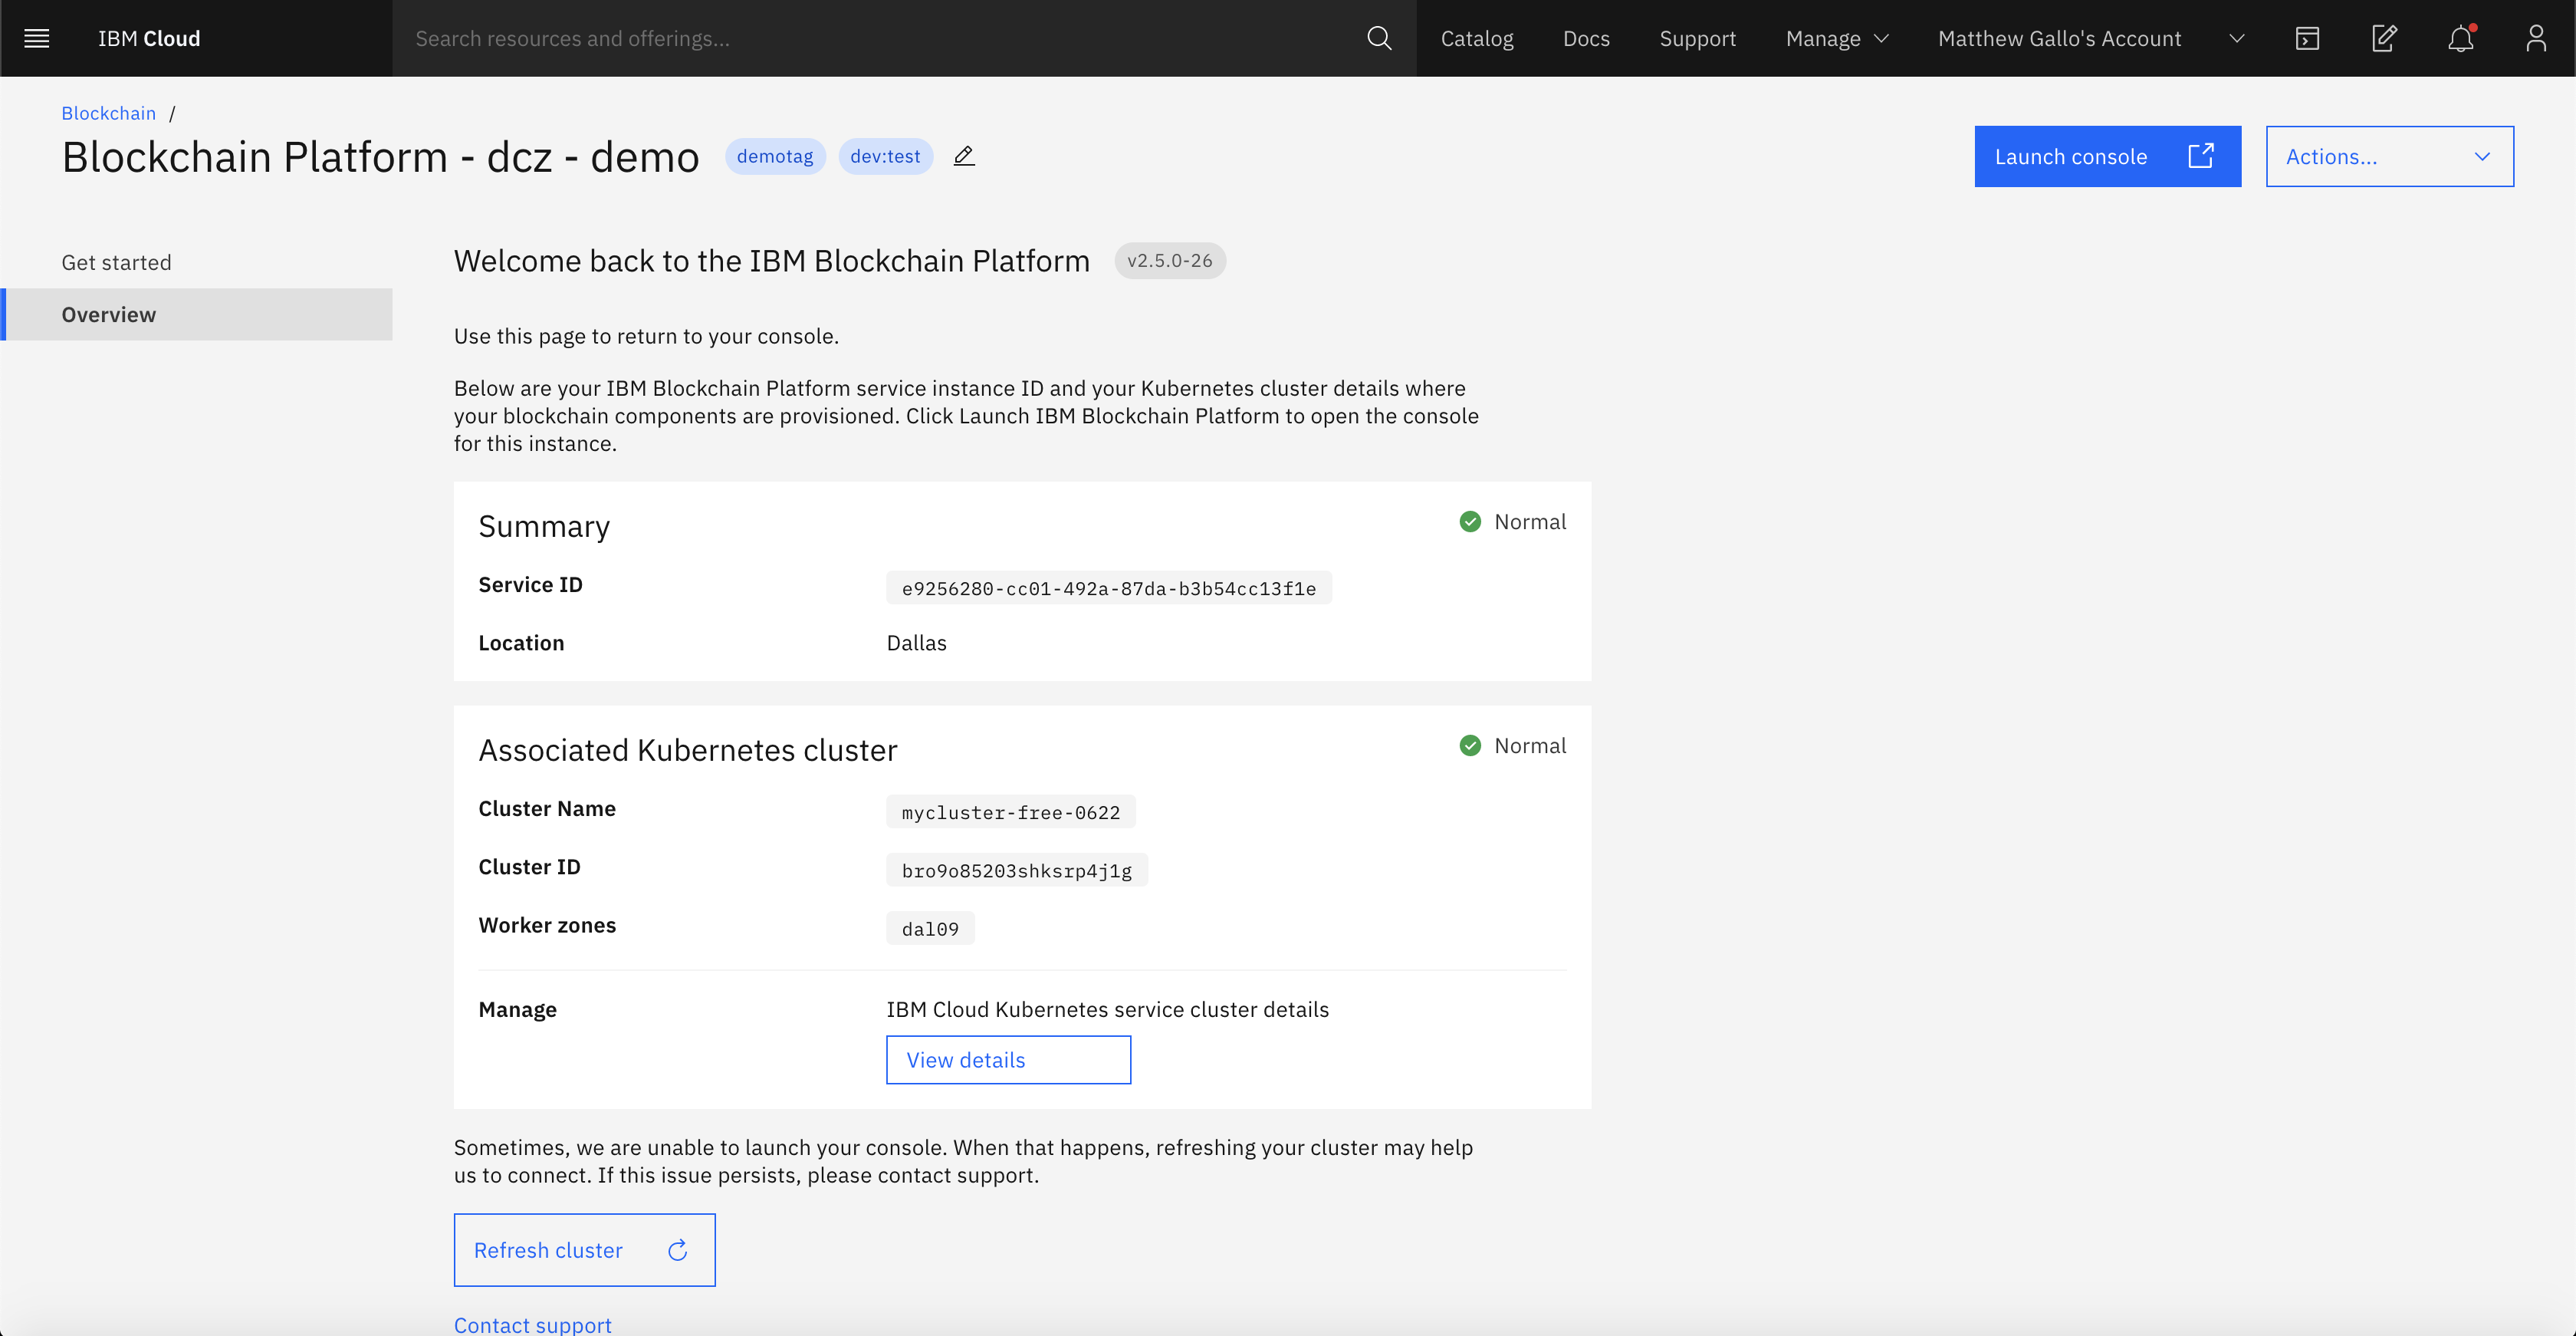 IBM Cloud
Search resources and offerings...
Catalog
Docs
Support
Manage
Matthew Gallo's Account
Blockchain /
Blockchain Platform - dcz - demo
demotag
dev:test
Launch console
Actions...
Get started
Overview
Welcome back to the IBM Blockchain Platform
v2.5.0-26
Use this page to return to your console.
Below are your IBM Blockchain Platform service instance ID and your Kubernetes cluster details where
your blockchain components are provisioned. Click Launch IBM Blockchain Platform to open the console
for this instance.
Summary
Normal
Service ID
e9256280-cc01-492a-87da-b3b54cc13f1e
Location
Dallas
Associated Kubernetes cluster
Normal
Cluster Name
mycluster-free-0622
Cluster ID
bro9o85203shksrp4j1g
Worker zones
dal09
Manage
IBM Cloud Kubernetes service cluster details
View details
Sometimes, we are unable to launch your console. When that happens, refreshing your cluster may help
us to connect. If this issue persists, please contact support.
Refresh cluster
Contact support